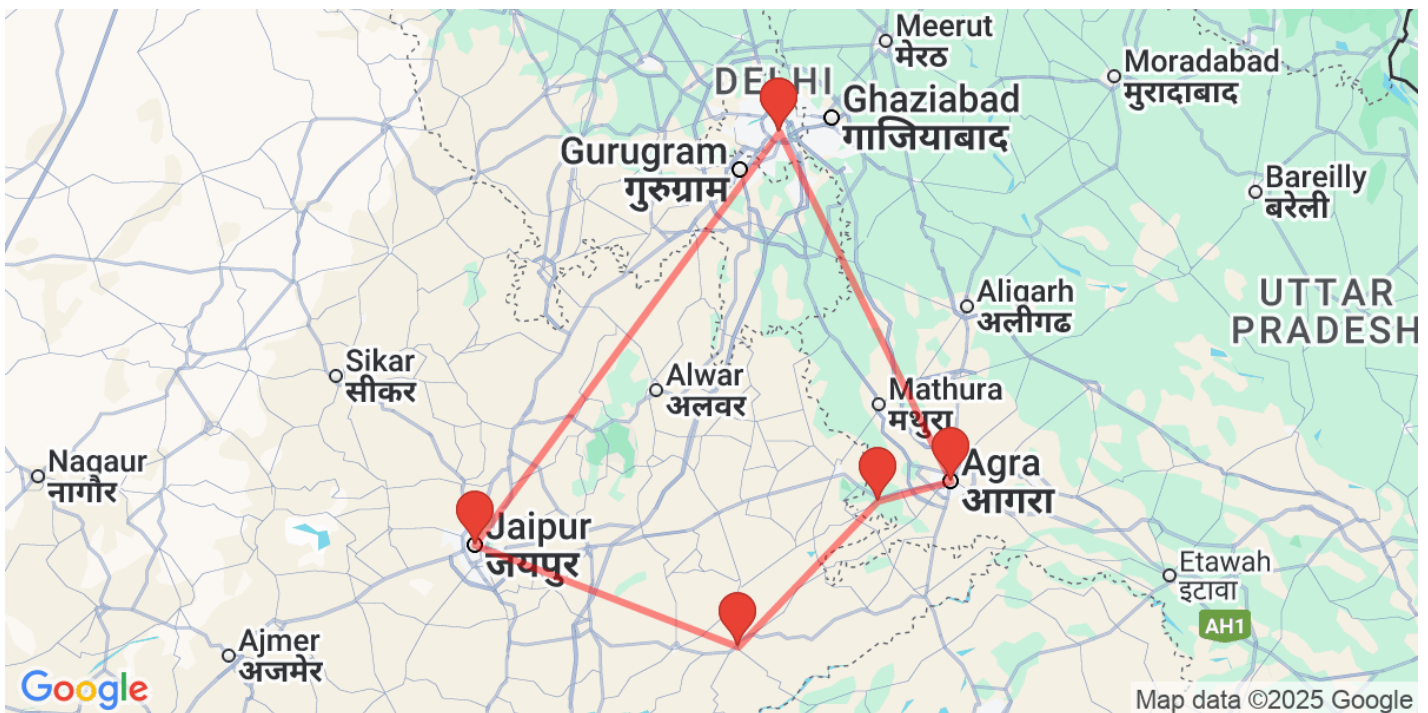 Meerut
मेरठ
DELHI
Moradabad
मुरादाबाद
Ghaziabad
गाजियाबाद
Gurugram
गुरुग्राम
Bareilly
बरेली
Aligarh
अलीगढ
UTTAR
PRADESH
Sikar
सीकर
Alwar
अलवर
Mathura
मथुरा
Nagaur
नागौर
Agra
आगरा
Jaipur
जयपुर
Etawah
इटावा
AH1
Ajmer
अजमेर
Google
Map data ©2025 Google